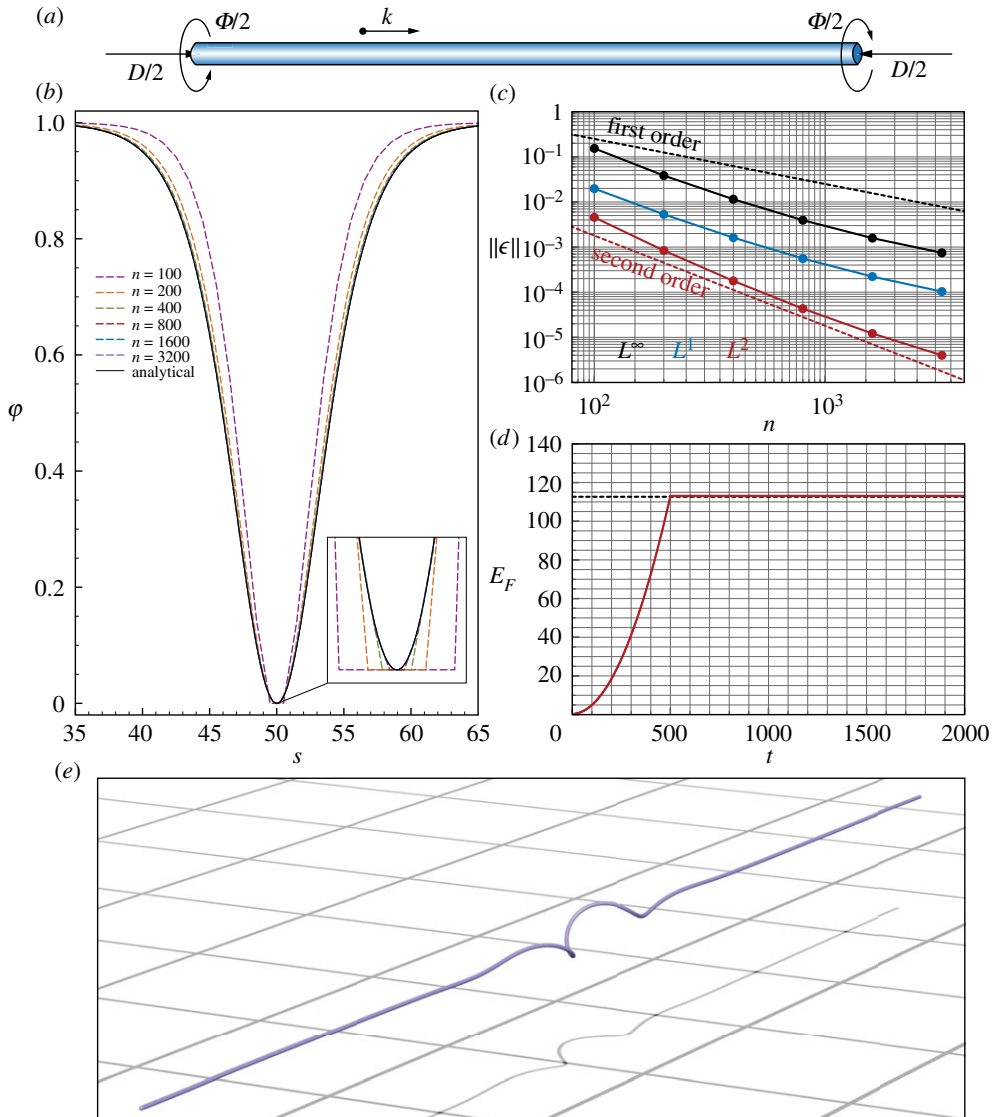 (a)
Φ/2
k
Φ/2
D/2
D/2
(b)
1.0
0.8
0.6
φ
0.4
0.2
0
n = 100
n = 200
n = 400
n = 800
n = 1600
n = 3200
analytical
35 40 45 50 55 60 65
s
(c)
1
10⁻¹
10⁻²
10⁻³
10⁻⁴
10⁻⁵
10⁻⁶
||ϵ||
first order
second order
L∞ L¹ L²
10² 10³
n
(d)
140
120
100
80
E_F
60
40
20
0
0 500 1000 1500 2000
t
(e)